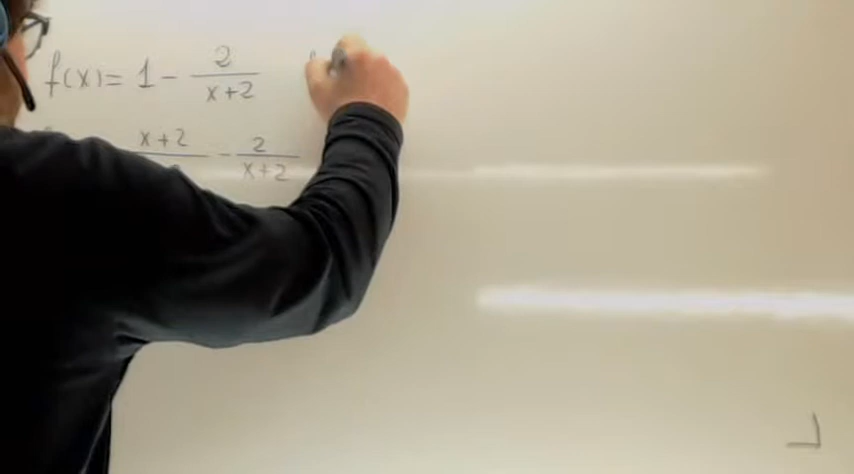 f(x) = 1 - 2/(x+2)
(x+2)/ - 2/(x+2)